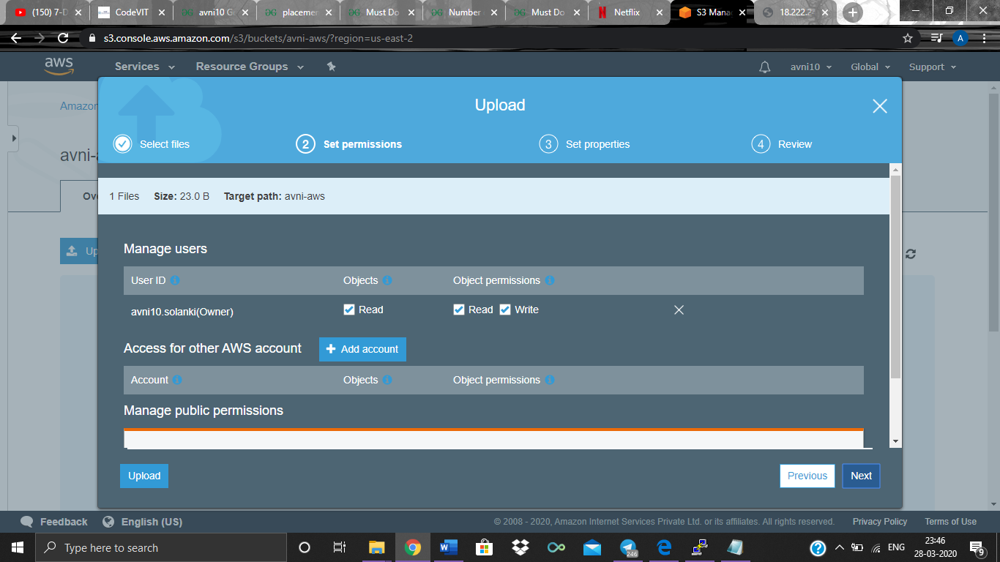 (150) 7-D
CodeVIT
avni10 G
placemen
Must Do
Number
Must Do
Netflix
S3 Mana
18.222.2
s3.console.aws.amazon.com/s3/buckets/avni-aws/?region=us-east-2
A
aws
Services
Resource Groups
avni10
Global
Support
Amazon
Upload
Select files
2 Set permissions
3 Set properties
4 Review
avni-
Ov
1 Files Size: 23.0 B Target path: avni-aws
Up
Manage users
User ID Objects Object permissions
avni10.solanki(Owner) Read Read Write
Access for other AWS account
Add account
Account Objects Object permissions
Manage public permissions
Upload
Previous
Next
Feedback
English (US)
© 2008 - 2020, Amazon Internet Services Private Ltd. or its affiliates. All rights reserved.
Privacy Policy
Terms of Use
Type here to search
246
ENG
23:46
28-03-2020
9